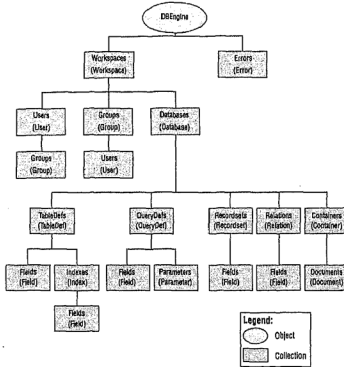 DBEngine
Workspaces
(Workspace)
Errors
(Error)
Users
(User)
Groups
(Group)
Databases
(Database)
Groups
(Group)
Users
(User)
TableDefs
(TableDef)
QueryDefs
(QueryDef)
Recordsets
(Recordset)
Relations
(Relation)
Containers
(Container)
Fields
(Field)
Indexes
(Index)
Fields
(Field)
Parameters
(Parameter)
Fields
(Field)
Fields
(Field)
Documents
(Document)
Fields
(Field)
Legend:
Object
Collection